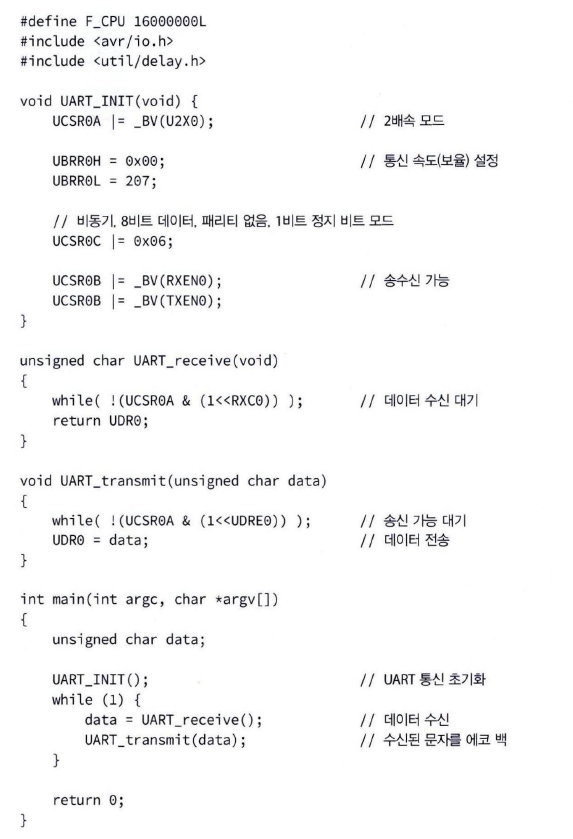 #define F_CPU 16000000L
#include <avr/io.h>
#include <util/delay.h>

void UART_INIT(void) {
    UCSR0A |= _BV(U2X0);                  // 2배속 모드

    UBRR0H = 0x00;                        // 통신 속도(보율) 설정
    UBRR0L = 207;

    // 비동기, 8비트 데이터, 패리티 없음, 1비트 정지 비트 모드
    UCSR0C |= 0x06;

    UCSR0B |= _BV(RXEN0);                 // 송수신 가능
    UCSR0B |= _BV(TXEN0);
}

unsigned char UART_receive(void)
{
    while( !(UCSR0A & (1<<RXC0)) );       // 데이터 수신 대기
    return UDR0;
}

void UART_transmit(unsigned char data)
{
    while( !(UCSR0A & (1<<UDRE0)) );      // 송신 가능 대기
    UDR0 = data;                          // 데이터 전송
}

int main(int argc, char *argv[])
{
    unsigned char data;

    UART_INIT();                          // UART 통신 초기화
    while (1) {
        data = UART_receive();            // 데이터 수신
        UART_transmit(data);              // 수신된 문자를 에코 백
    }

    return 0;
}